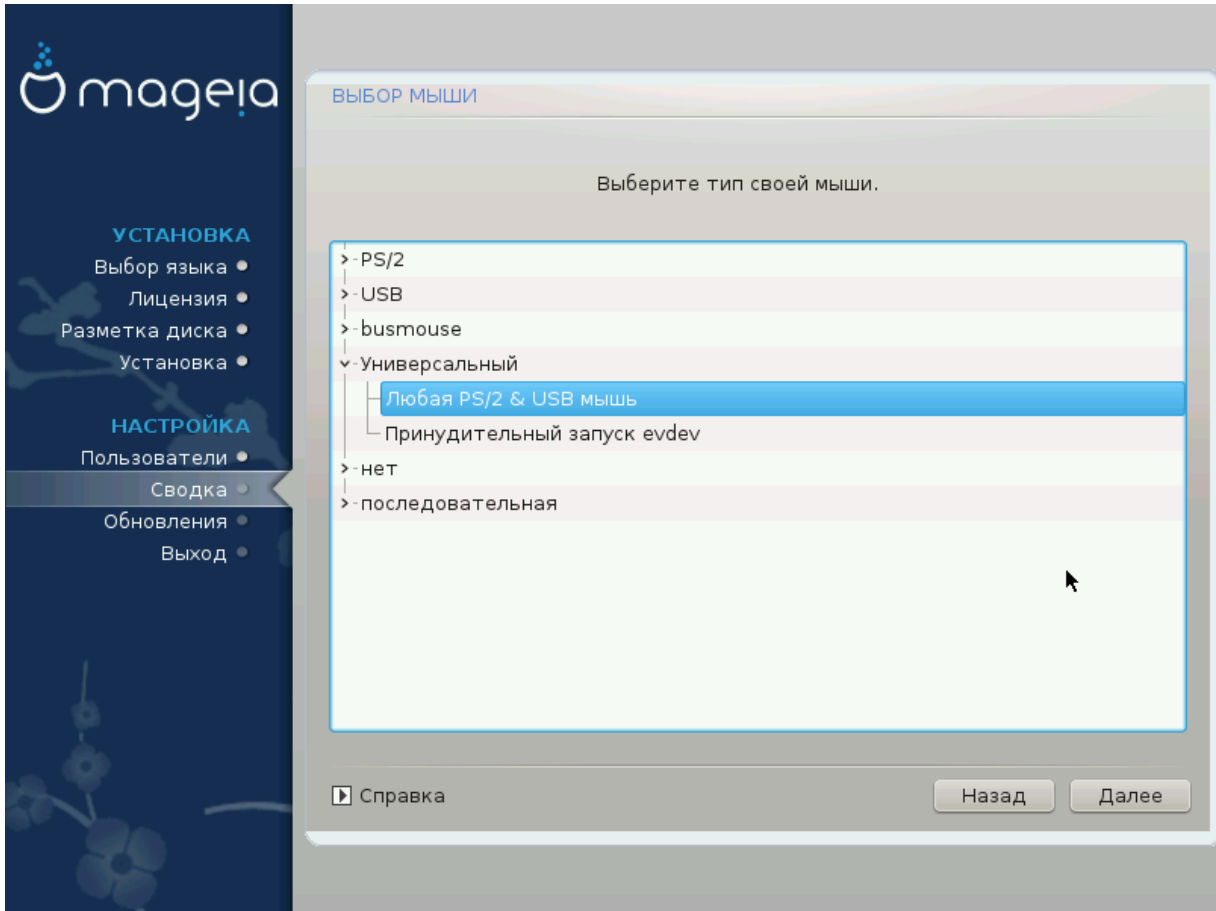 mageia
УСТАНОВКА
Выбор языка
Лицензия
Разметка диска
Установка
НАСТРОЙКА
Пользователи
Сводка
Обновления
Выход
ВЫБОР МЫШИ
Выберите тип своей мыши.
PS/2
USB
busmouse
Универсальный
Любая PS/2 & USB мышь
Принудительный запуск evdev
нет
последовательная
Справка
Назад
Далее